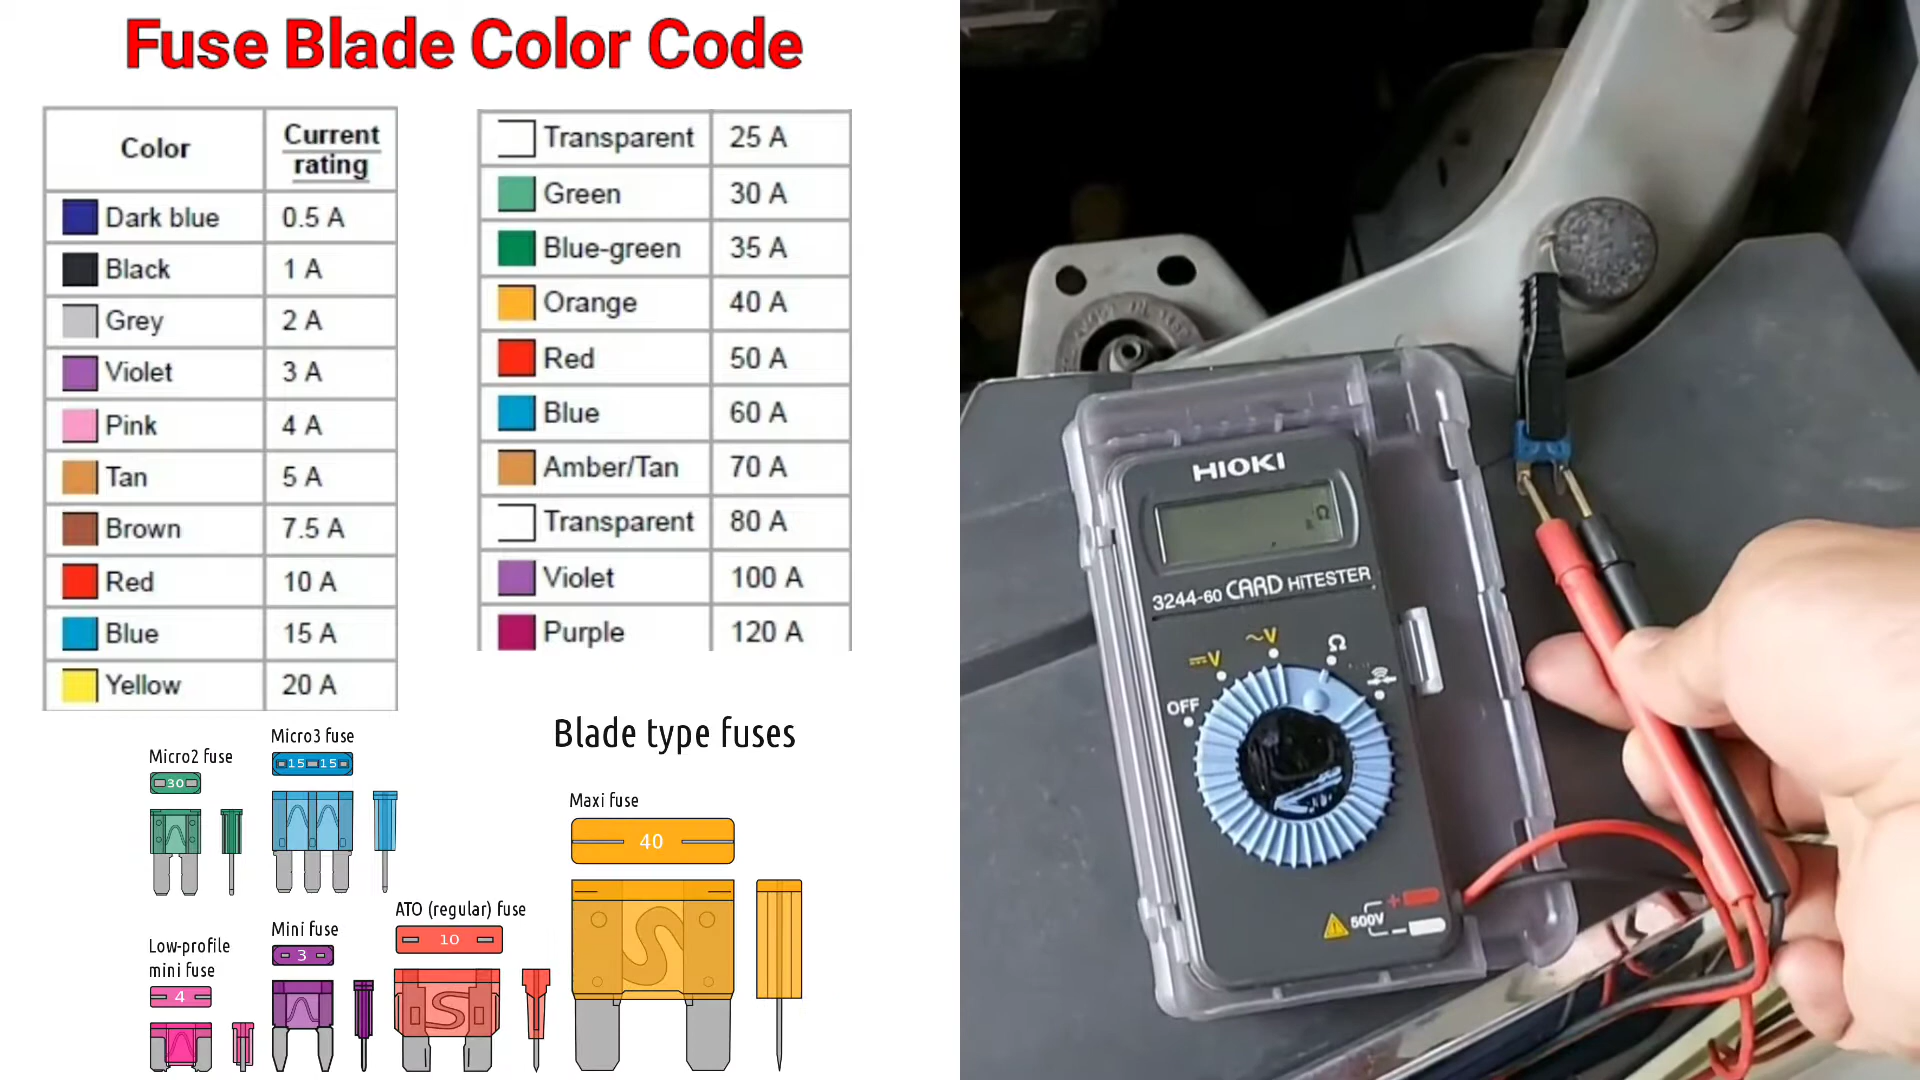 Fuse Blade Color Code
Color
Current
rating
Dark blue 0.5 A
Black 1 A
Grey 2 A
Violet 3 A
Pink 4 A
Tan 5 A
Brown 7.5 A
Red 10 A
Blue 15 A
Yellow 20 A
Transparent 25 A
Green 30 A
Blue-green 35 A
Orange 40 A
Red 50 A
Blue 60 A
Amber/Tan 70 A
Transparent 80 A
Violet 100 A
Purple 120 A
Blade type fuses
Micro2 fuse
30
Micro3 fuse
15 15
Maxi fuse
40
Low-profile
mini fuse
4
Mini fuse
3
ATO (regular) fuse
10
HIOKI
Ω
3244-60 CARD HiTESTER
OFF
⎓V
~V
Ω
500V
+
−